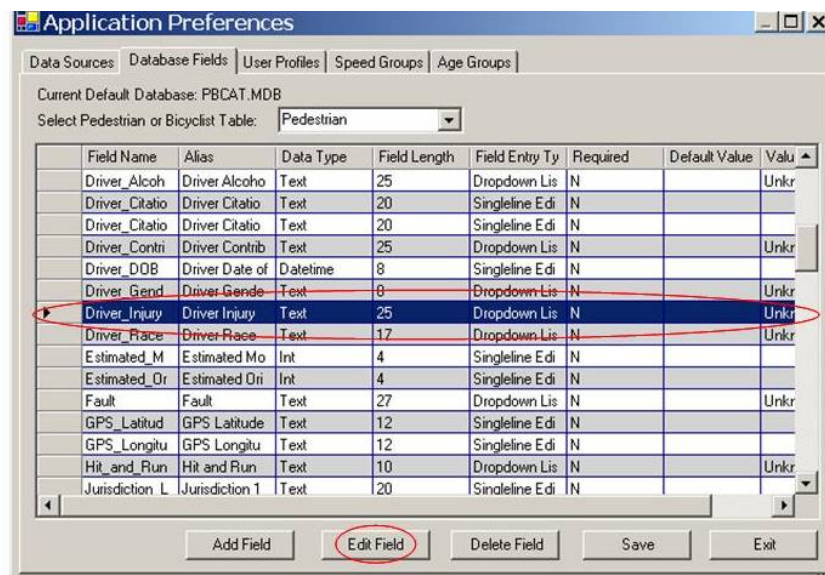 Application Preferences
Data Sources Database Fields User Profiles Speed Groups Age Groups
Current Default Database: PBCAT.MDB
Select Pedestrian or Bicyclist Table: Pedestrian
Field Name Alias Data Type Field Length Field Entry Ty Required Default Value Valu
Driver_Alcoh Driver Alcoho Text 25 Dropdown Lis N Unkr
Driver_Citatio Driver Citatio Text 20 Singleline Edi N
Driver_Citatio Driver Citatio Text 20 Singleline Edi N
Driver_Contri Driver Contrib Text 25 Dropdown Lis N Unkr
Driver_DOB Driver Date of Datetime 8 Singleline Edi N
Driver_Gend Driver Gende Text 8 Dropdown Lis N Unkr
Driver_Injury Driver Injury Text 25 Dropdown Lis N Unkr
Driver_Race Driver Race Text 17 Dropdown Lis N Unkr
Estimated_M Estimated Mo Int 4 Singleline Edi N
Estimated_Or Estimated Ori Int 4 Singleline Edi N
Fault Fault Text 27 Dropdown Lis N Unkr
GPS_Latitud GPS Latitude Text 12 Singleline Edi N
GPS_Longitu GPS Longitu Text 12 Singleline Edi N
Hit_and_Run Hit and Run Text 10 Dropdown Lis N Unkr
Jurisdiction_L Jurisdiction 1 Text 20 Singleline Edi N
Add Field Edit Field Delete Field Save Exit